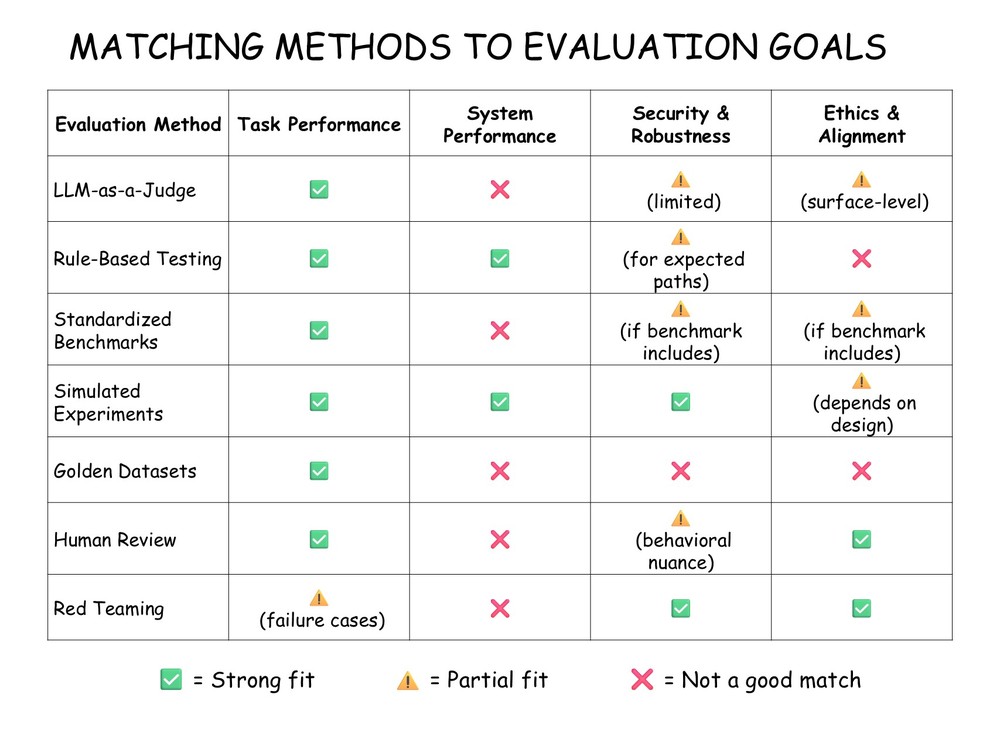 MATCHING METHODS TO EVALUATION GOALS
Evaluation Method
Task Performance
System
Performance
Security &
Robustness
Ethics &
Alignment
LLM-as-a-Judge
✅
❌
⚠️
(limited)
⚠️
(surface-level)
Rule-Based Testing
✅
✅
⚠️
(for expected
paths)
❌
Standardized
Benchmarks
✅
❌
⚠️
(if benchmark
includes)
⚠️
(if benchmark
includes)
Simulated
Experiments
✅
✅
✅
⚠️
(depends on
design)
Golden Datasets
✅
❌
❌
❌
Human Review
✅
❌
⚠️
(behavioral
nuance)
✅
Red Teaming
⚠️
(failure cases)
❌
✅
✅
✅ = Strong fit
⚠️ = Partial fit
❌ = Not a good match